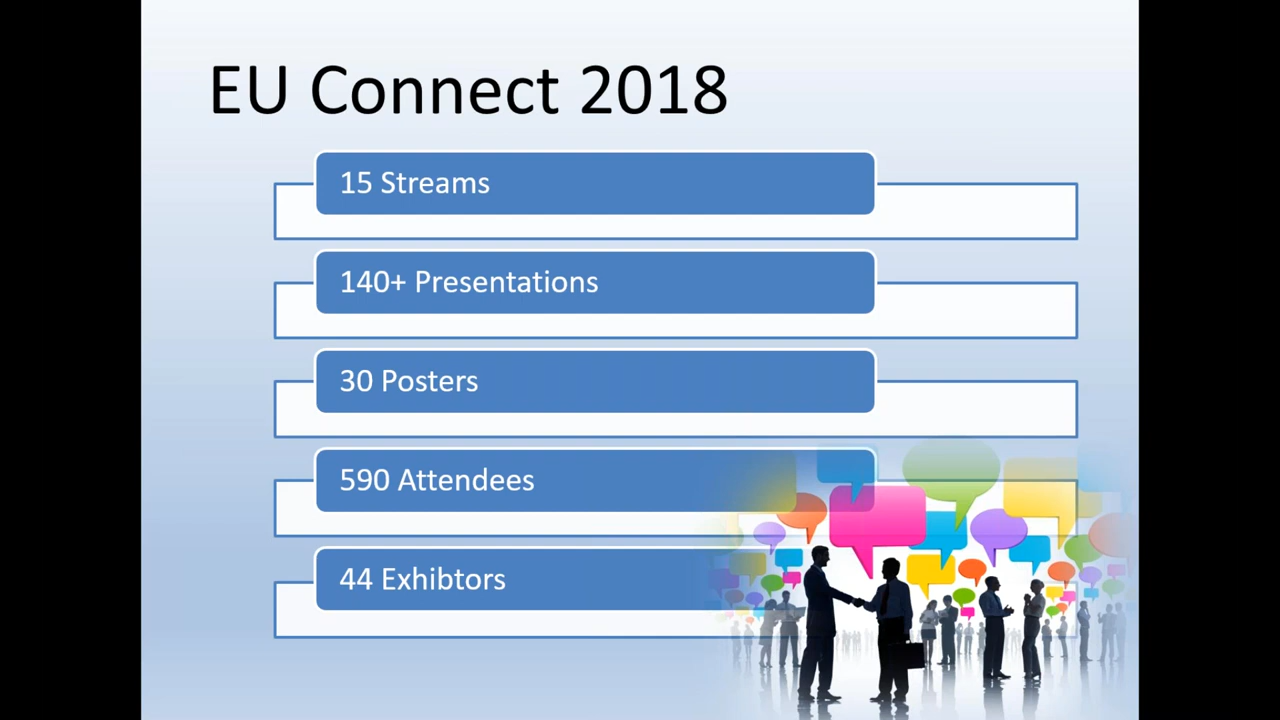 EU Connect 2018
15 Streams
140+ Presentations
30 Posters
590 Attendees
44 Exhibtors